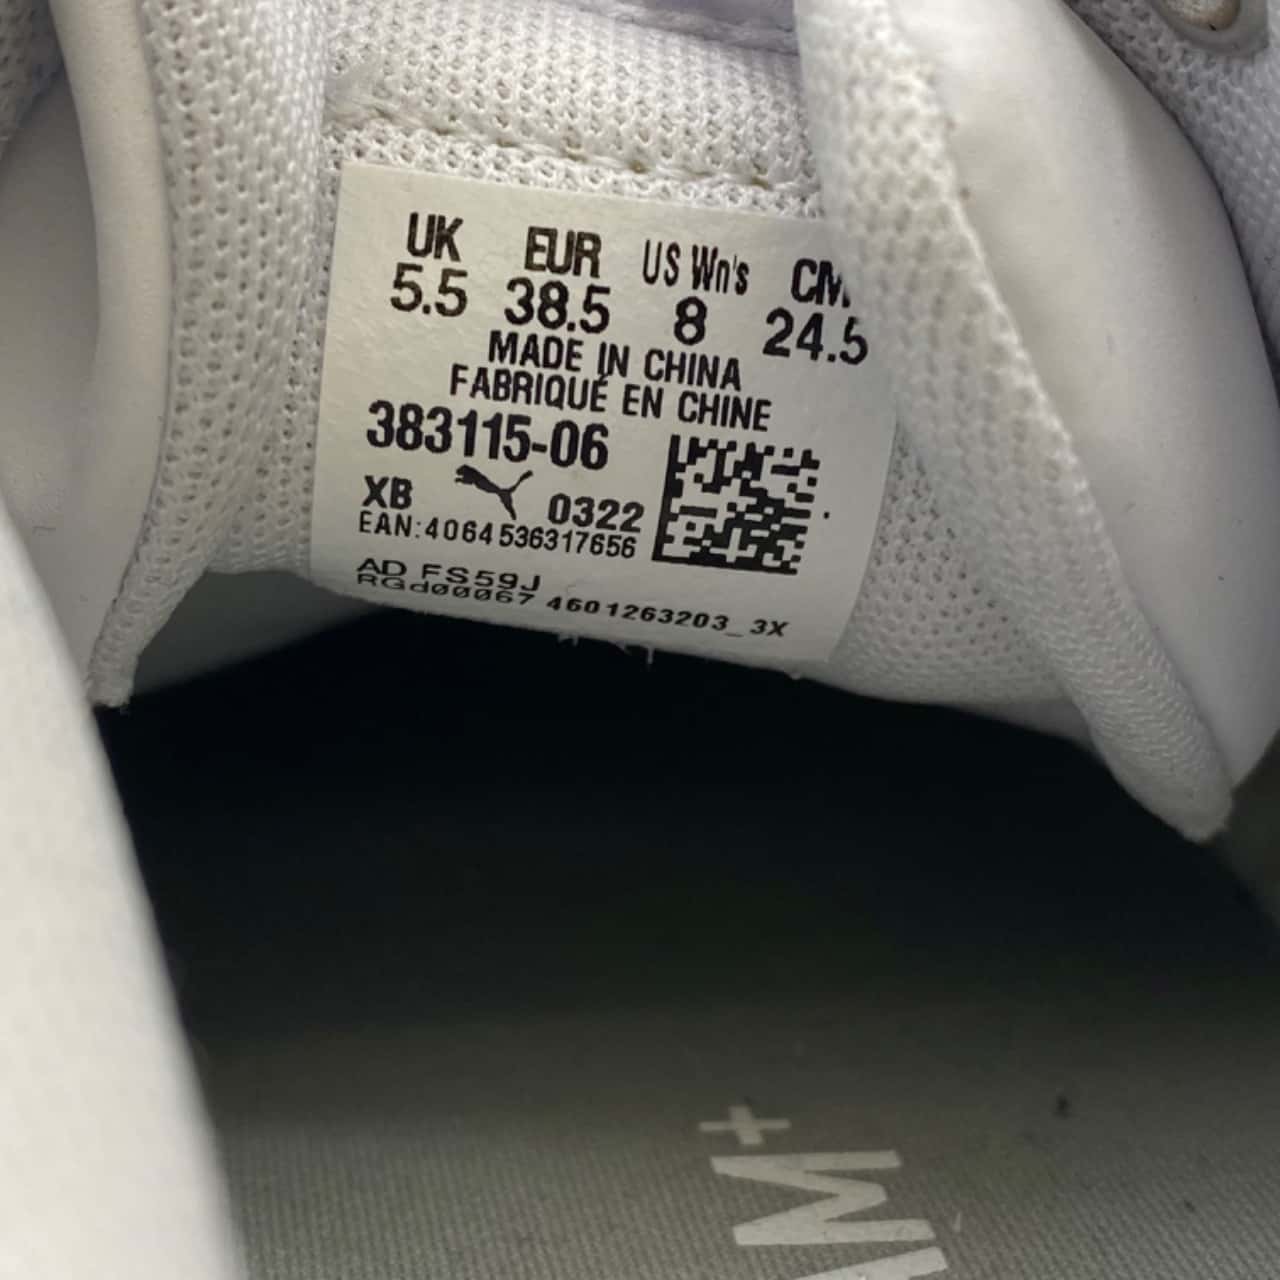 UK EUR US Wn's CM.
5.5 38.5 8 24.5
MADE IN CHINA
FABRIQUÉ EN CHINE
383115-06
XB 0322
EAN:4064536317656
AD FS59J
RGd00067 4601263203_3X
M+